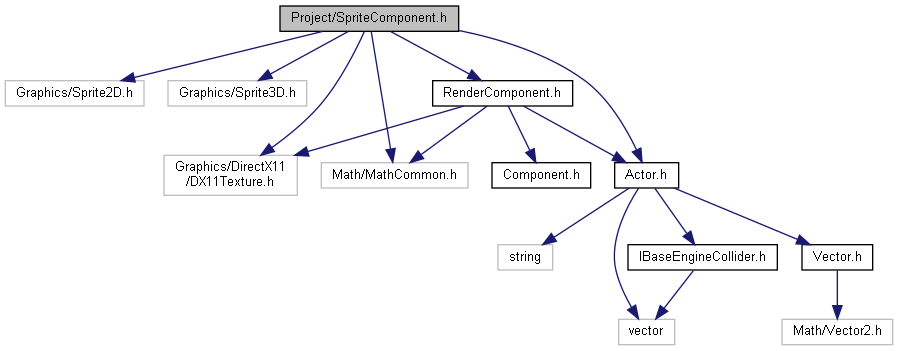 Project/SpriteComponent.h
Graphics/Sprite2D.h
Graphics/Sprite3D.h
RenderComponent.h
Graphics/DirectX11
/DX11Texture.h
Math/MathCommon.h
Component.h
Actor.h
string
IBaseEngineCollider.h
Vector.h
vector
Math/Vector2.h